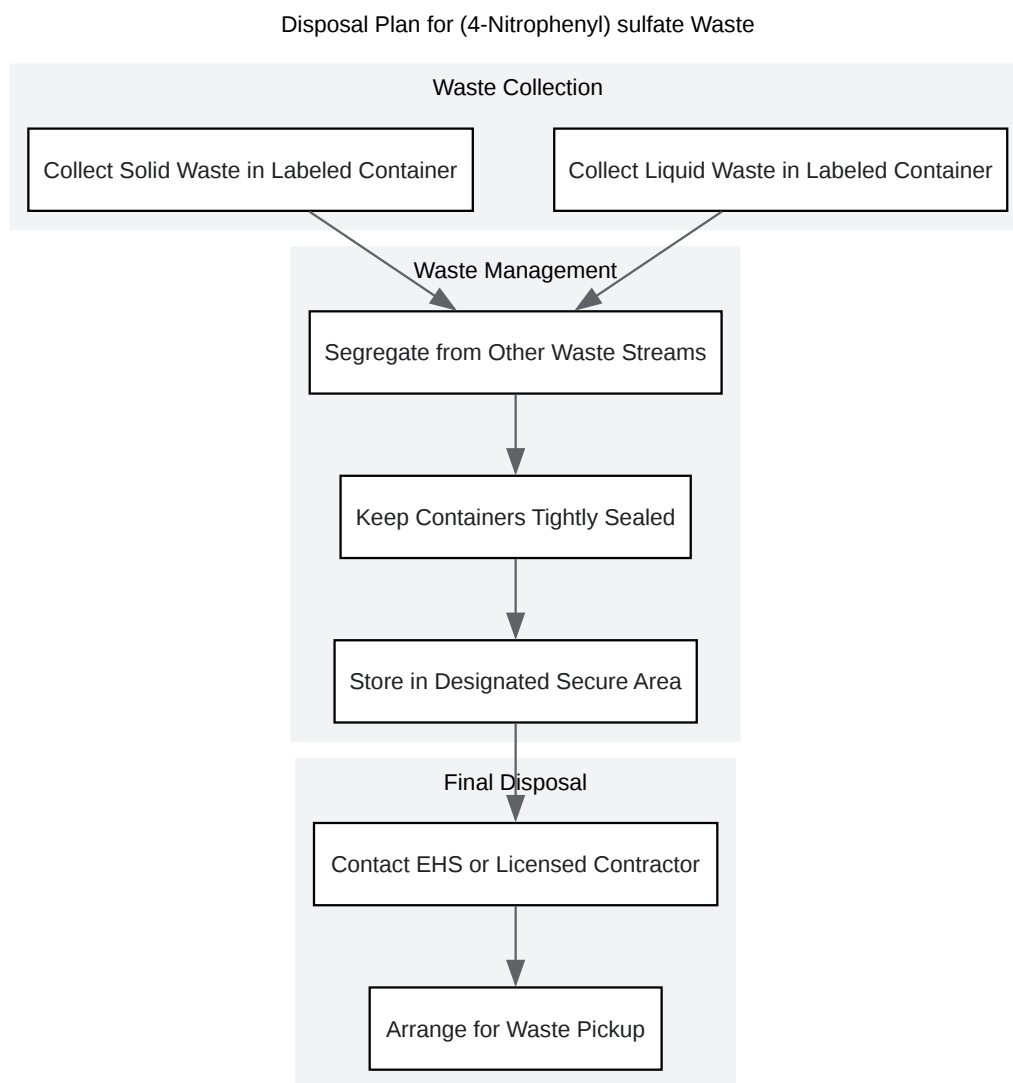 Disposal Plan for (4-Nitrophenyl) sulfate Waste
Waste Collection
Collect Solid Waste in Labeled Container
Collect Liquid Waste in Labeled Container
Waste Management
Segregate from Other Waste Streams
Keep Containers Tightly Sealed
Store in Designated Secure Area
Final Disposal
Contact EHS or Licensed Contractor
Arrange for Waste Pickup